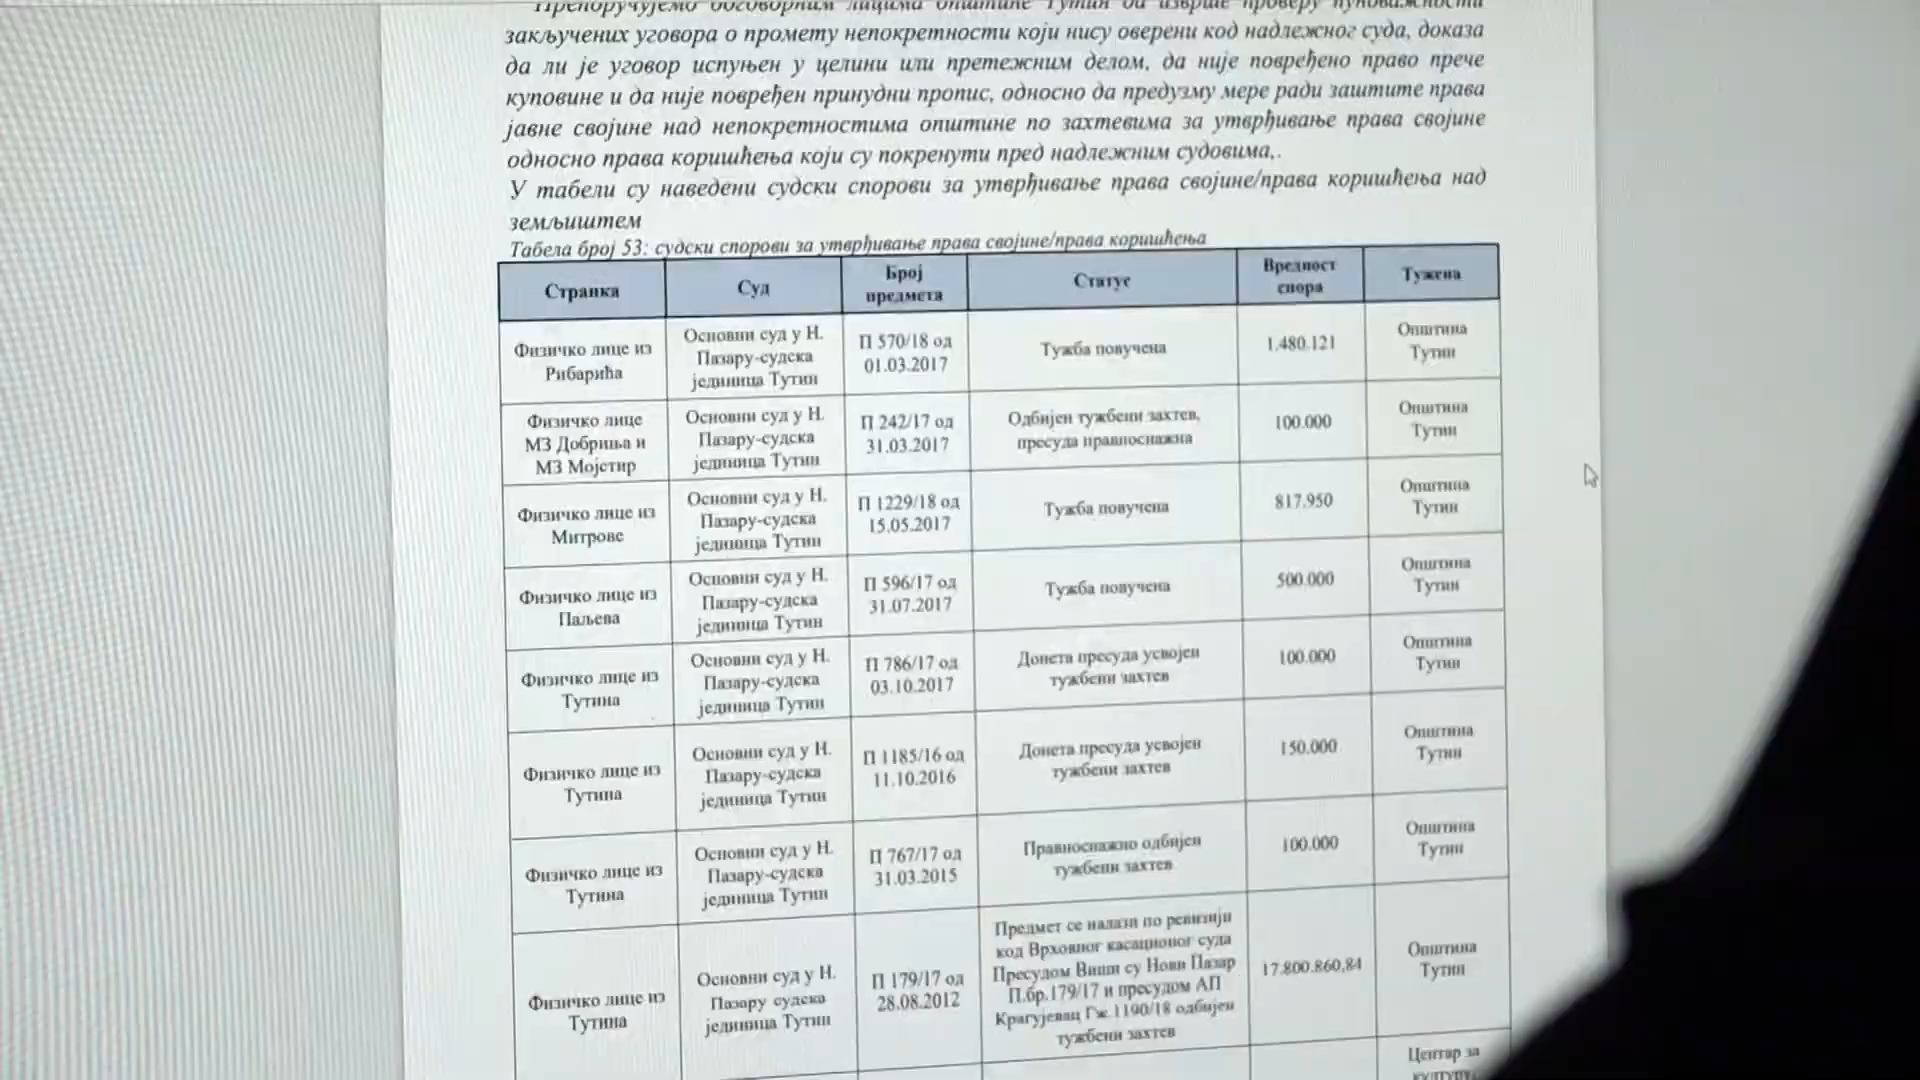 Препоручујемо одговорним лицима општине Тутин да изврше проверу пуноважности
закључених уговора о промету непокретности који нису оверени код надлежног суда, доказа
да ли је уговор испуњен у целини или претежним делом, да није повређено право прече
куповине и да није повређен принудни пропис, односно да предузму мере ради заштите права
јавне својине над непокретностима општине по захтевима за утврђивање права својине
односно права коришћења који су покренути пред надлежним судовима,.
У табели су наведени судски спорови за утврђивање права својине/права коришћења над
земљиштем
Табела број 53: судски спорови за утврђивање права својине/права коришћења
Странка
Суд
Број
предмета
Статус
Вредност
спора
Тужена
Физичко лице из
Рибарића
Основни суд у Н.
Пазару-судска
јединица Тутин
П 570/18 од
01.03.2017
Тужба повучена
1.480.121
Општина
Тутин
Физичко лице
МЗ Добриња и
МЗ Мојстир
Основни суд у Н.
Пазару-судска
јединица Тутин
П 242/17 од
31.03.2017
Одбијен тужбени захтев,
пресуда правноснажна
100.000
Општина
Тутин
Физичко лице из
Митрове
Основни суд у Н.
Пазару-судска
јединица Тутин
П 1229/18 од
15.05.2017
Тужба повучена
817.950
Општина
Тутин
Физичко лице из
Паљева
Основни суд у Н.
Пазару-судска
јединица Тутин
П 596/17 од
31.07.2017
Тужба повучена
500.000
Општина
Тутин
Физичко лице из
Тутина
Основни суд у Н.
Пазару-судска
јединица Тутин
П 786/17 од
03.10.2017
Донета пресуда усвојен
тужбени захтев
100.000
Општина
Тутин
Физичко лице из
Тутина
Основни суд у Н.
Пазару-судска
јединица Тутин
П 1185/16 од
11.10.2016
Донета пресуда усвојен
тужбени захтев
150.000
Општина
Тутин
Физичко лице из
Тутина
Основни суд у Н.
Пазару-судска
јединица Тутин
П 767/17 од
31.03.2015
Правноснажно одбијен
тужбени захтев
100.000
Општина
Тутин
Физичко лице из
Тутина
Основни суд у Н.
Пазару судска
јединица Тутин
П 179/17 од
28.08.2012
Предмет се налази по ревизији
код Врховног касационог суда
Пресудом Виши су Нови Пазар
П.бр.179/17 и пресудом АП
Крагујевац Гж.1190/18 одбијен
тужбени захтев
17.800.860,84
Општина
Тутин
Центар за
културу